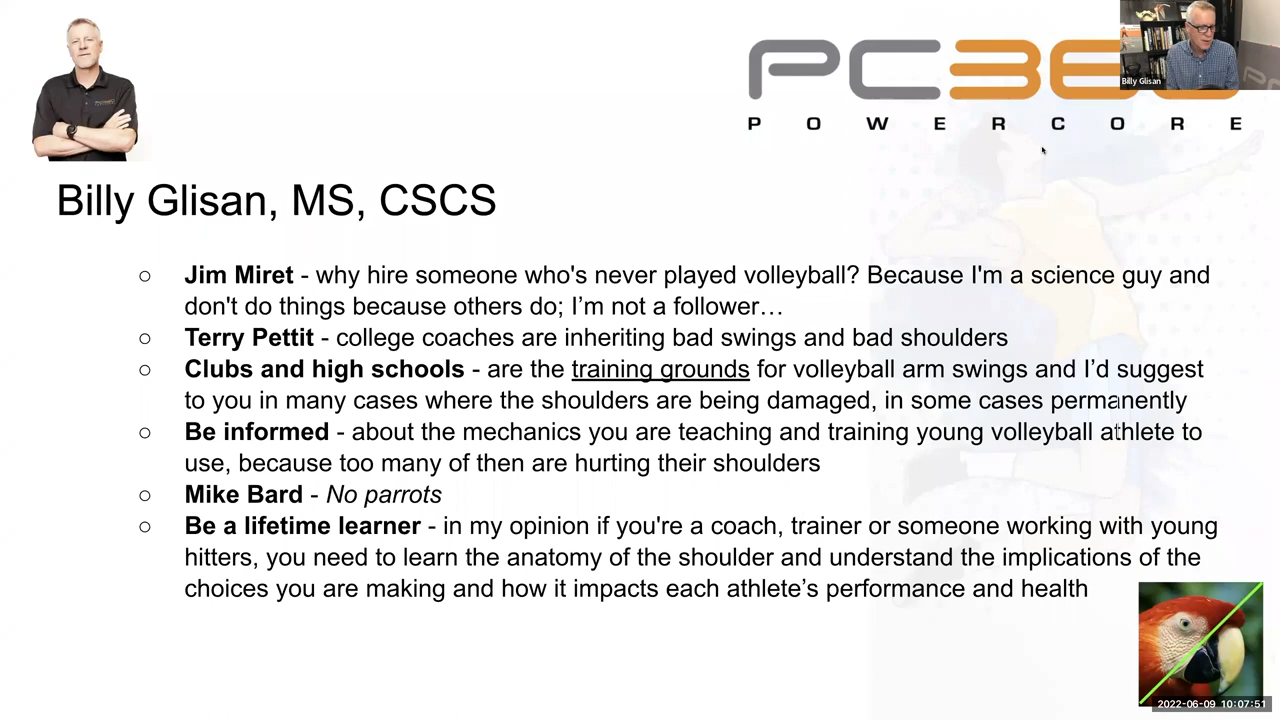 PC36
Billy Glisan
P O W E R C O R E
Billy Glisan, MS, CSCS
○ Jim Miret - why hire someone who's never played volleyball? Because I'm a science guy and
don't do things because others do; I’m not a follower…
○ Terry Pettit - college coaches are inheriting bad swings and bad shoulders
○ Clubs and high schools - are the training grounds for volleyball arm swings and I’d suggest
to you in many cases where the shoulders are being damaged, in some cases permanently
○ Be informed - about the mechanics you are teaching and training young volleyball athlete to
use, because too many of then are hurting their shoulders
○ Mike Bard - No parrots
○ Be a lifetime learner - in my opinion if you're a coach, trainer or someone working with young
hitters, you need to learn the anatomy of the shoulder and understand the implications of the
choices you are making and how it impacts each athlete’s performance and health
2022-06-09 10:07:51